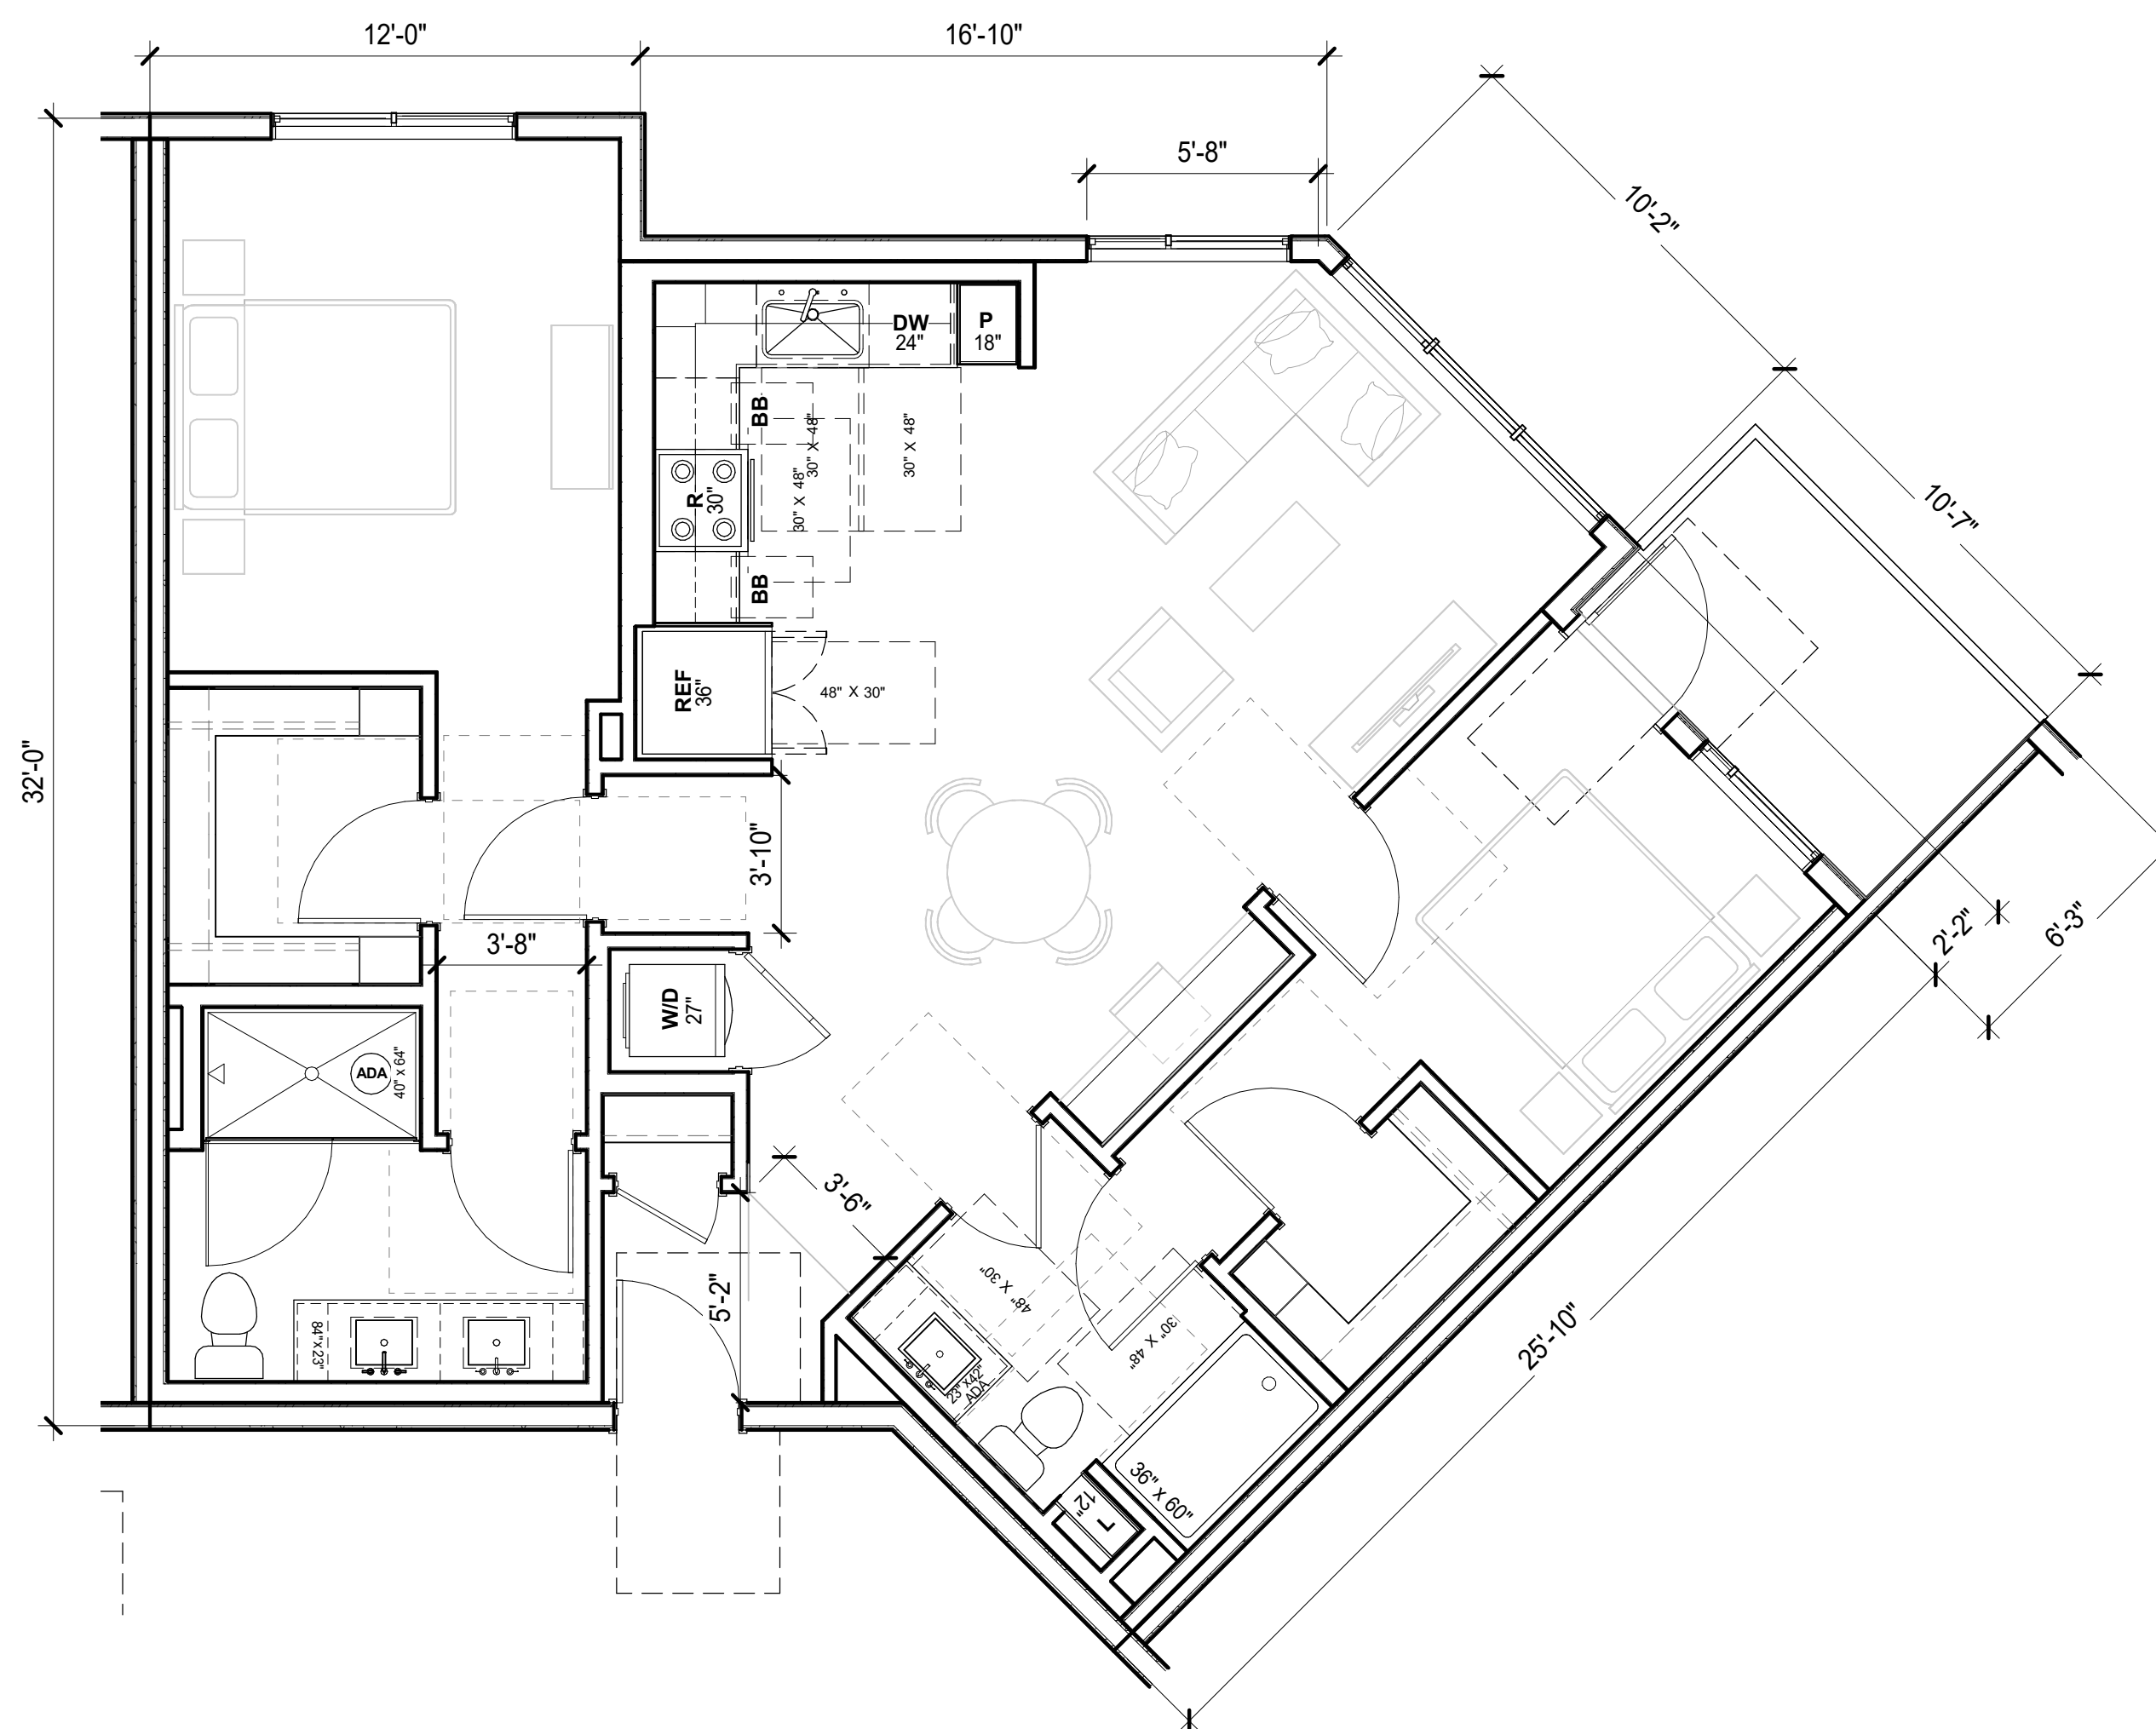 12'-0"
16'-10"
5'-8"
10'-2"
10'-7"
32'-0"
DW
24"
P
18"
BB
30" X 48"
30" X 48"
30" X 48"
R
30"
BB
REF
36"
48" X 30"
3'-10"
3'-8"
W/D
27"
ADA
40" x 64"
2'-2"
6'-3"
3'-6"
5'-2"
84"x23"
48" X 30"
30" X 48"
23"x42"
ADA
36" x 60"
L
12"
25'-10"